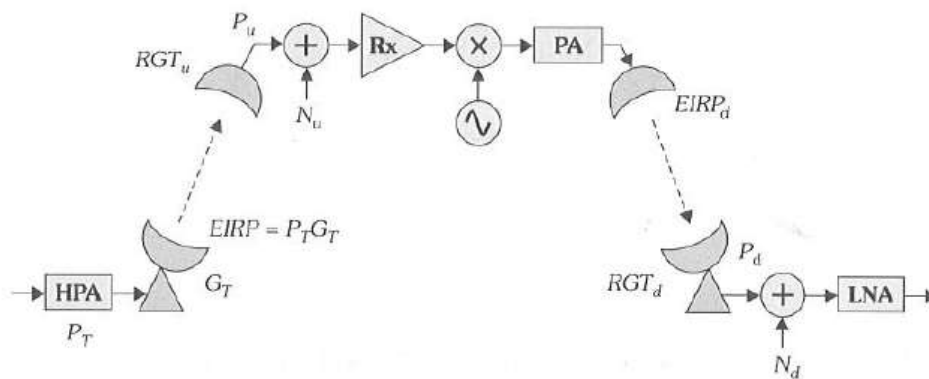 P_u
RGT_u
Rx
PA
N_u
EIRP_d
EIRP = P_T G_T
G_T
HPA
P_T
P_d
RGT_d
LNA
N_d